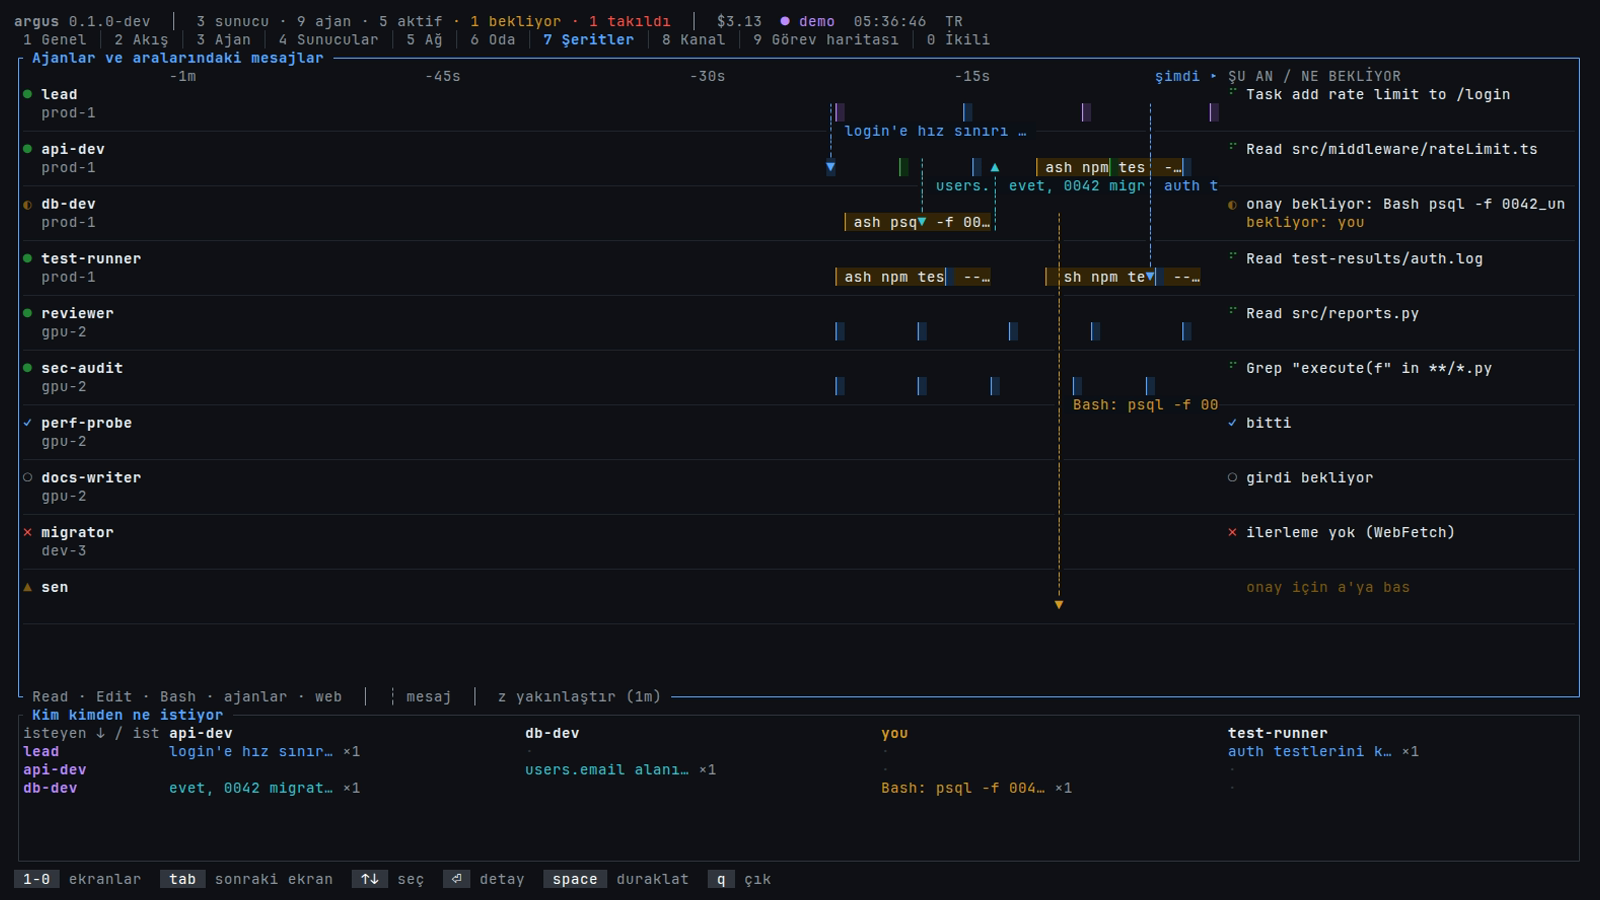 argus 0.1.0-dev │ 3 sunucu · 9 ajan · 5 aktif · 1 bekliyor · 1 takıldı │ $3.13 ● demo 05:36:46 TR
1 Genel │ 2 Akış │ 3 Ajan │ 4 Sunucular │ 5 Ağ │ 6 Oda │ 7 Şeritler │ 8 Kanal │ 9 Görev haritası │ 0 İkili
Ajanlar ve aralarındaki mesajlar
-1m -45s -30s -15s şimdi ▸ ŞU AN / NE BEKLİYOR
● lead Task add rate limit to /login
prod-1
login'e hız sınırı …
● api-dev Read src/middleware/rateLimit.ts
prod-1 ash npm tes -…
users. evet, 0042 migr auth t
◐ db-dev ◐ onay bekliyor: Bash psql -f 0042_un
prod-1 ash psq▼ -f 00… bekliyor: you
● test-runner Read test-results/auth.log
prod-1 ash npm tes --… sh npm te▼ --…
● reviewer Read src/reports.py
gpu-2
● sec-audit Grep "execute(f" in **/*.py
gpu-2
Bash: psql -f 00
✓ perf-probe ✓ bitti
gpu-2
○ docs-writer ○ girdi bekliyor
gpu-2
✕ migrator ✕ ilerleme yok (WebFetch)
dev-3
▲ sen onay için a'ya bas
Read · Edit · Bash · ajanlar · web │ ┆ mesaj │ z yakınlaştır (1m)
Kim kimden ne istiyor
isteyen ↓ / ist api-dev db-dev you test-runner
lead login'e hız sınır… ×1 · · auth testlerini k… ×1
api-dev users.email alanı… ×1 · ·
db-dev evet, 0042 migrat… ×1 Bash: psql -f 004… ×1 ·
1-0 ekranlar tab sonraki ekran ↑↓ seç ⏎ detay space duraklat q çık